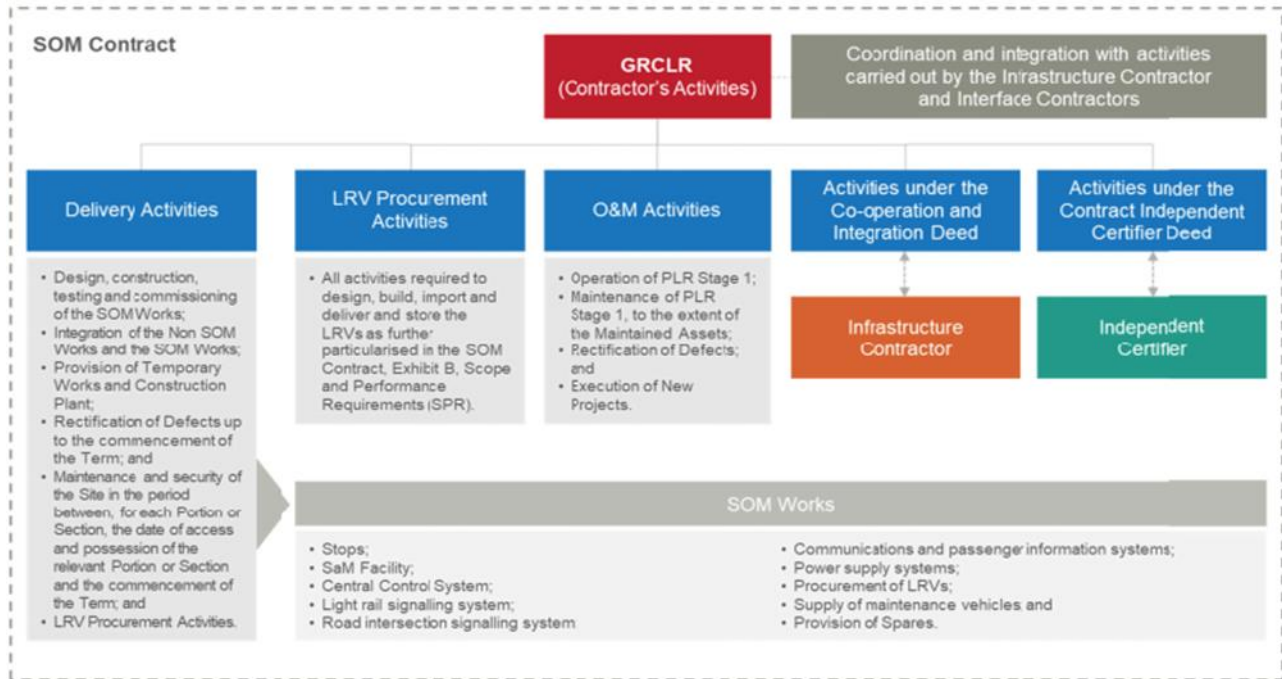 SOM Contract
GRCLR
(Contractor's Activities)
Coordination and integration with activities
carried out by the Infrastructure Contractor
and Interface Contractors
Delivery Activities
LRV Procurement
Activities
O&M Activities
Activities under the
Co-operation and
Integration Deed
Activities under the
Contract Independent
Certifier Deed
• Design, construction,
testing and commissioning
of the SOM Works;
• Integration of the Non SOM
Works and the SOM Works;
• Provision of Temporary
Works and Construction
Plant;
• Rectification of Defects up
to the commencement of
the Term; and
• Maintenance and security of
the Site in the period
between, for each Portion or
Section, the date of access
and possession of the
relevant Portion or Section
and the commencement of
the Term; and
• LRV Procurement Activities.
• All activities required to
design, build, import and
deliver and store the
LRVs as further
particularised in the SOM
Contract, Exhibit B, Scope
and Performance
Requirements (SPR).
• Operation of PLR Stage 1;
• Maintenance of PLR
Stage 1, to the extent of
the Maintained Assets;
• Rectification of Defects;
and
• Execution of New
Projects.
Infrastructure
Contractor
Independent
Certifier
SOM Works
• Stops;
• SaM Facility;
• Central Control System;
• Light rail signalling system;
• Road intersection signalling system
• Communications and passenger information systems;
• Power supply systems;
• Procurement of LRVs;
• Supply of maintenance vehicles and
• Provision of Spares.